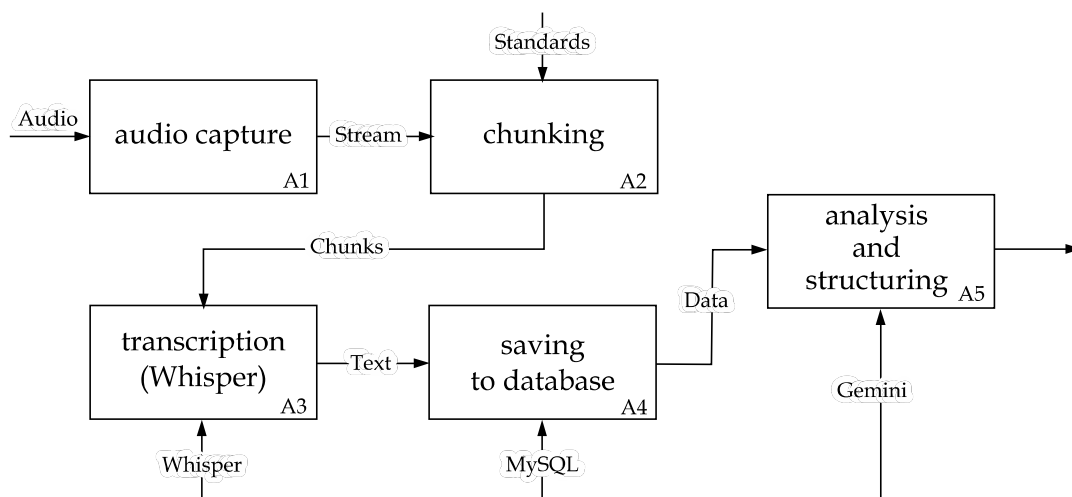 Standards
Audio
audio capture
A1
Stream
chunking
A2
Chunks
analysis
and
structuring
A5
Data
transcription
(Whisper)
A3
Text
saving
to database
A4
Gemini
Whisper
MySQL